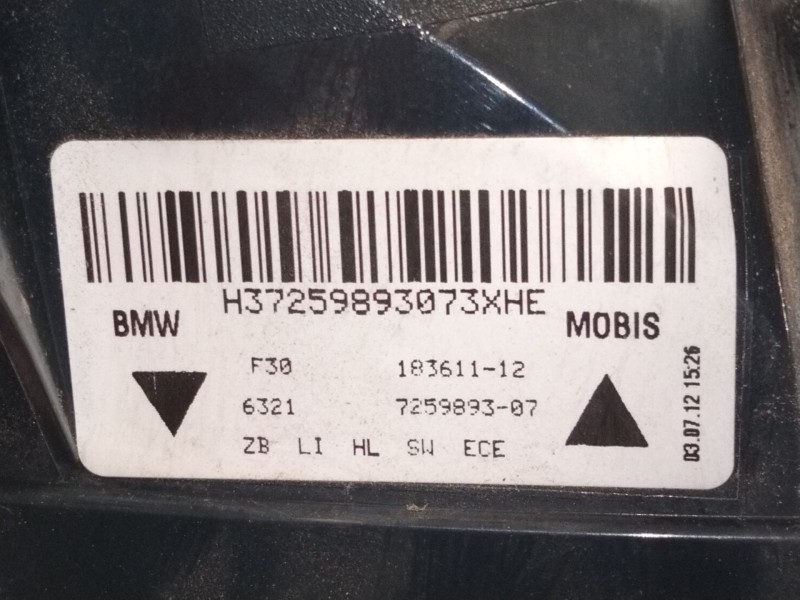 H37259893073XHE
BMW MOBIS
F30 183611-12
6321 7259893-07
ZB LI HL SW ECE
03.07.12 15:26